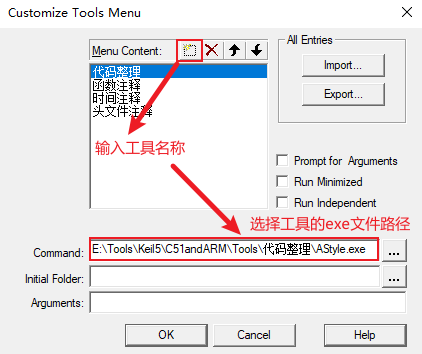 Customize Tools Menu
Menu Content:
代码整理
函数注释
时间注释
头文件注释
All Entries
Import...
Export...
输入工具名称
Prompt for Arguments
Run Minimized
Run Independent
选择工具的exe文件路径
Command: E:\Tools\Keil5\C51andARM\Tools\代码整理\AStyle.exe ...
Initial Folder: ...
Arguments:
OK Cancel Help